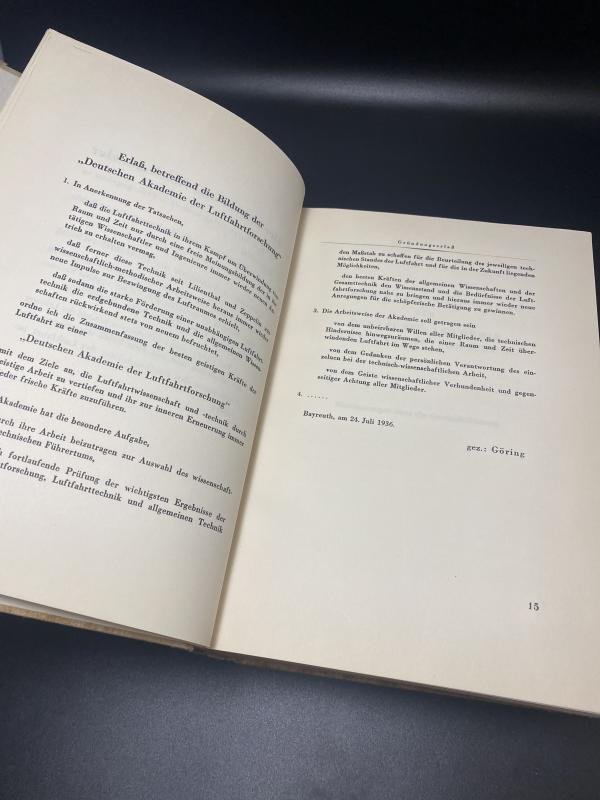 Erlaß, betreffend die Bildung der
„Deutschen Akademie der Luftfahrtforschung“
1. In Anerkennung der Tatsachen,
daß die Luftfahrttechnik in ihrem Kampf um Überwindung von
Raum und Zeit nur durch eine freie Meinungsbildung der
tätigen Wissenschaftler und Ingenieure immer wieder neuen An-
trieb zu erhalten vermag,
daß ferner diese Technik seit Lilienthal und Zeppelin aus
wissenschaftlich-methodischer Arbeitsweise heraus immer wieder
neue Impulse zur Bezwingung des Luftraumes erhielt
daß sodann die starke Förderung einer unabhängigen Luftfahrt-
technik die erdgebundene Technik und die allgemeinen Wissen-
schaften rückwirkend stets von neuem befruchtet,
ordne ich die Zusammenfassung der besten geistigen Kräfte der
Luftfahrt zu einer
„Deutschen Akademie der Luftfahrtforschung“
mit dem Ziele an, die Luftfahrtwissenschaft und -technik durch
geistige Arbeit zu vertiefen und ihr zur inneren Erneuerung immer
wieder frische Kräfte zuzuführen.
Akademie hat die besondere Aufgabe,
durch ihre Arbeit beizutragen zur Auswahl des wissenschaft-
technischen Führertums,
fortlaufende Prüfung der wichtigsten Ergebnisse der
forschung, Luftfahrttechnik und allgemeinen Technik
Gründungserlaß
den Maßstab zu schaffen für die Beurteilung des jeweiligen tech-
nischen Standes der Luftfahrt und für die in der Zukunft liegenden
Möglichkeiten,
den besten Kräften der allgemeinen Wissenschaften und der
Gesamttechnik den Wissensstand und die Bedürfnisse der Luft-
fahrtforschung nahe zu bringen und hieraus immer wieder neue
Anregungen für die schöpferische Betätigung zu gewinnen.
3. Die Arbeitsweise der Akademie soll getragen sein
von dem unbeirrbaren Willen aller Mitglieder, die technischen
Hindernisse hinwegzuräumen, die einer Raum und Zeit über-
windenden Luftfahrt im Wege stehen,
von dem Gedanken der persönlichen Verantwortung des ein-
zelnen bei der technisch-wissenschaftlichen Arbeit,
von dem Geiste wissenschaftlicher Verbundenheit und gegen-
seitiger Achtung aller Mitglieder.
4. ......
Bayreuth, am 24. Juli 1936.
gez.: Göring
15